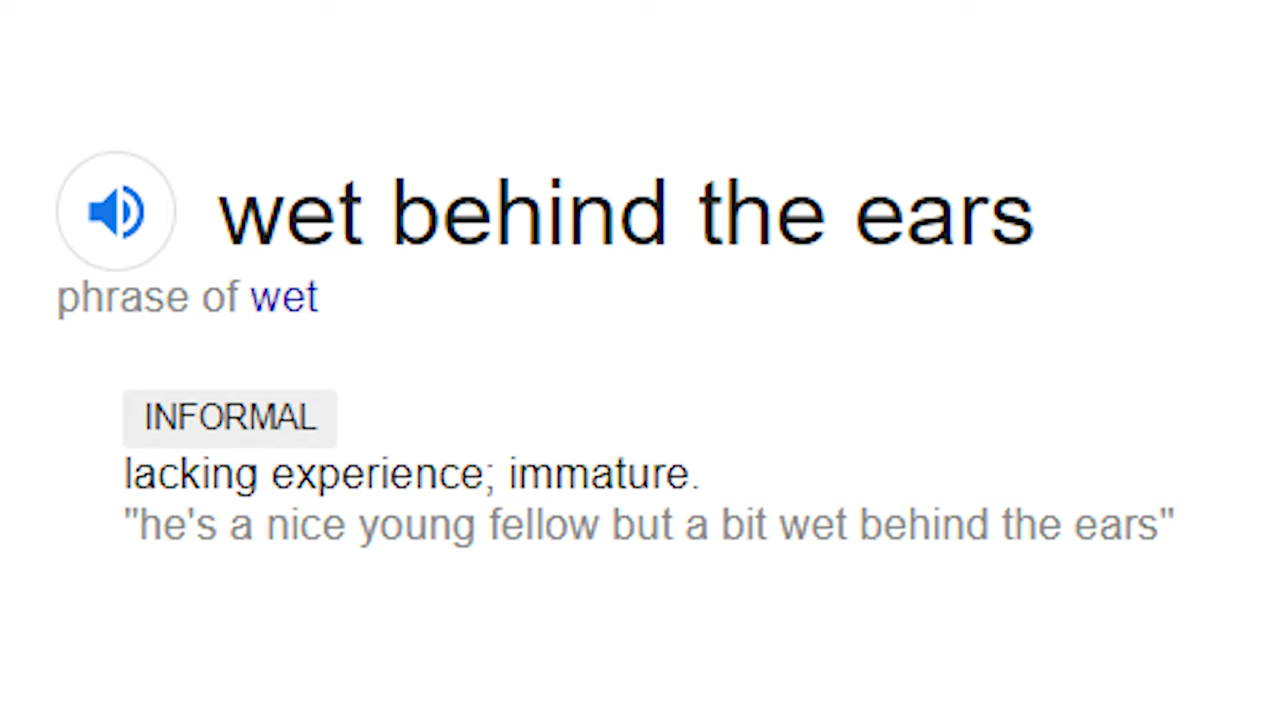 wet behind the ears
phrase of wet
INFORMAL
lacking experience; immature.
"he's a nice young fellow but a bit wet behind the ears"